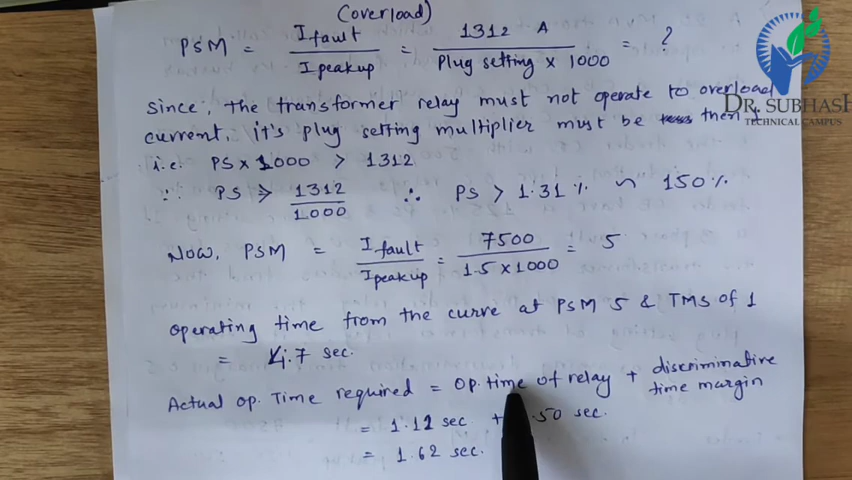 (overload)
PSM = Ifault / Ipeakup = 1312 A / Plug setting × 1000 = ?
Since, the transformer relay must not operate to overload
current, it's plug setting multiplier must be then 1
i.e. PS × 1000 > 1312
∵ PS > 1312 / 1000 ∴ PS > 1.31 % ∽ 150 %
Now, PSM = Ifault / Ipeakup = 7500 / 1.5 × 1000 = 5
operating time from the curve at PSM 5 & TMS of 1
= 4.7 sec.
Actual op. Time required = op. time of relay + discriminative time margin
= 1.12 sec + .50 sec.
= 1.62 sec.
DR. SUBHASH
TECHNICAL CAMPUS